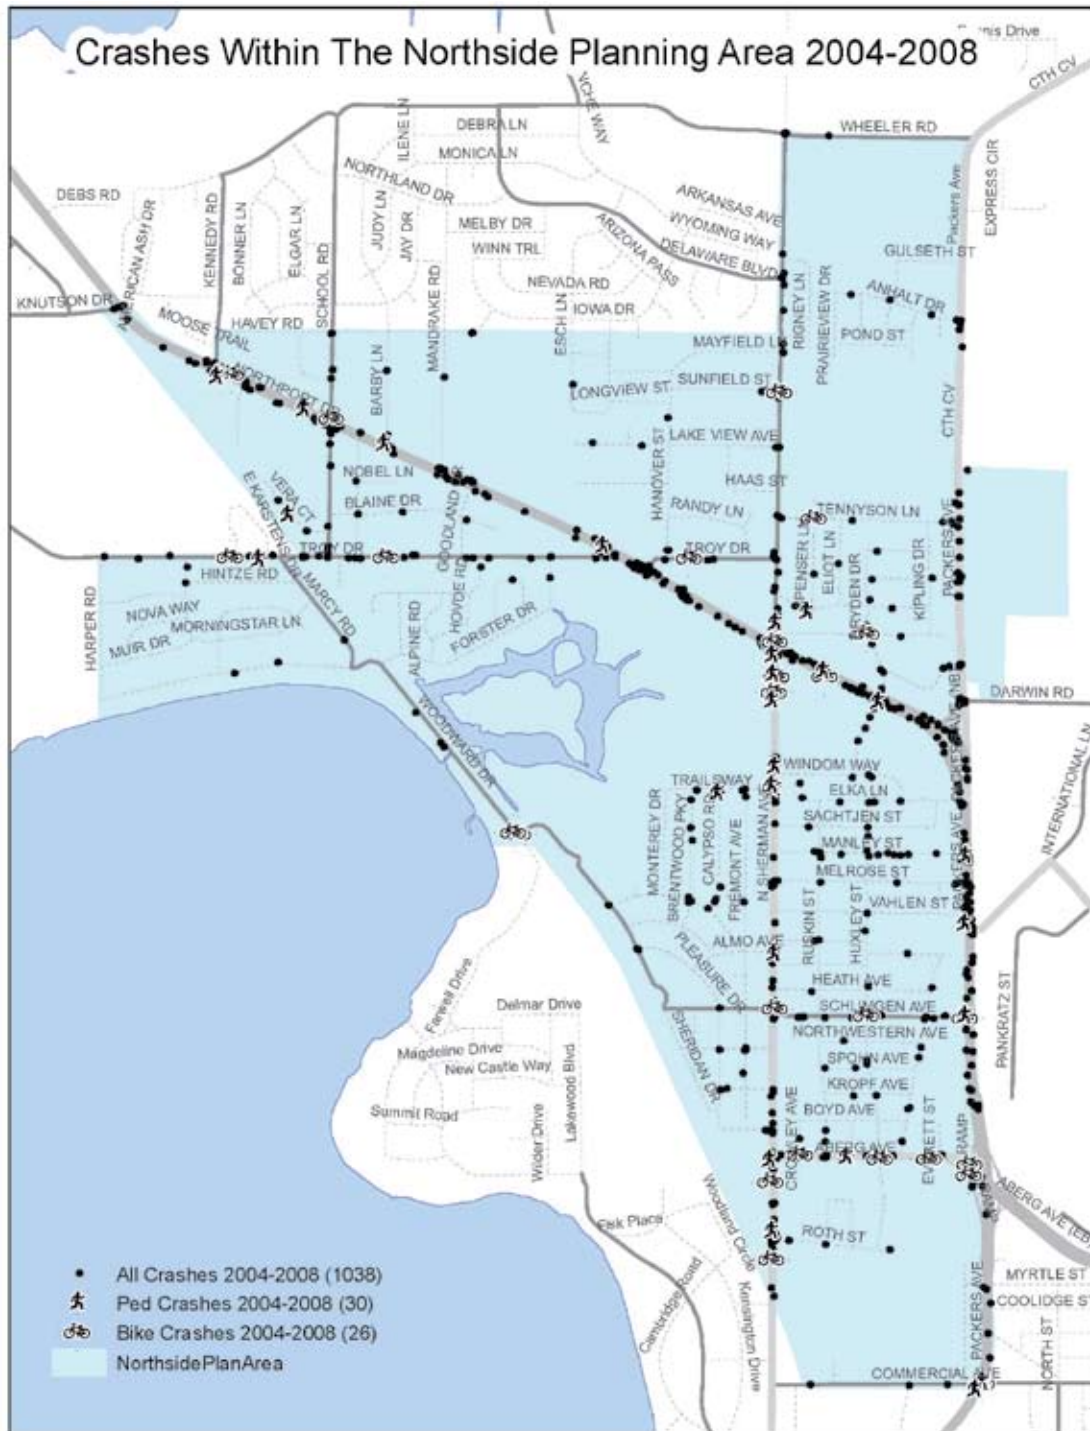 Crashes Within The Northside Planning Area 2004-2008
CTH CV
WHEELER RD
DEBRA LN
MONICA LN
ILENE LN
NORTHLAND DR
DEBS RD
KENNEDY RD
BONNER LN
ELGAR LN
SCHOOL RD
JUDY LN
JAY DR
MELBY DR
WINN TRL
ARKANSAS AVE
WYOMING WAY
DELAWARE BLVD
ARIZONA PASS
Packers Ave
EXPRESS CIR
GULSETH ST
KNUTSON DR
MOOSE TRAIL
HAVEY RD
NEVADA RD
IOWA DR
ESCH LN
MANDRAKE RD
RIGNEY LN
PRAIRIEVIEW DR
ANHALT DR
POND ST
MAYFIELD LN
NORTHPORT DR
BARBY LN
LONGVIEW ST
SUNFIELD ST
CTH CV
LAKE VIEW AVE
HANOVER ST
HAAS ST
NOBEL LN
BLAINE DR
VERA CT
E KARSTENS DR
GOODLAND
RANDY LN
TENNYSON LN
TROY DR
TROY DR
ELIOT LN
KIPLING DR
PACKERS AVE
HINTZE RD
MARCY RD
HARPER RD
NOVA WAY
MORNINGSTAR LN
MUIR DR
ALPINE RD
HOVDE RD
FORSTER DR
DARWIN RD
WOODWARD DR
INTERNATIONAL LN
WINDOM WAY
TRAILSWAY
ELKA LN
SACHTJEN ST
MANLEY ST
MELROSE ST
VAHLEN ST
MONTEREY DR
BRENTWOOD PKY
CALYPSO RD
FREMONT AVE
N SHERMAN AVE
PACKERS AVE
RUSKIN ST
HUXLEY ST
ALMO AVE
PLEASURE DR
HEATH AVE
SCHLIMGEN AVE
NORTHWESTERN AVE
SPOHN AVE
KROPF AVE
BOYD AVE
PANKRATZ ST
SHERIDAN DR
Farwell Drive
Delmar Drive
Magdeline Drive
New Castle Way
Summit Road
Wilder Drive
Lakewood Blvd
CROWLEY AVE
ABERG AVE
EVERETT ST
RAMP
ABERG AVE (EB)
Woodland Circle
Fisk Place
Cambridge Road
Kensington Drive
ROTH ST
MYRTLE ST
COOLIDGE ST
PACKERS AVE
NORTH ST
COMMERCIAL AVE
All Crashes 2004-2008 (1038)
Ped Crashes 2004-2008 (30)
Bike Crashes 2004-2008 (26)
NorthsidePlanArea